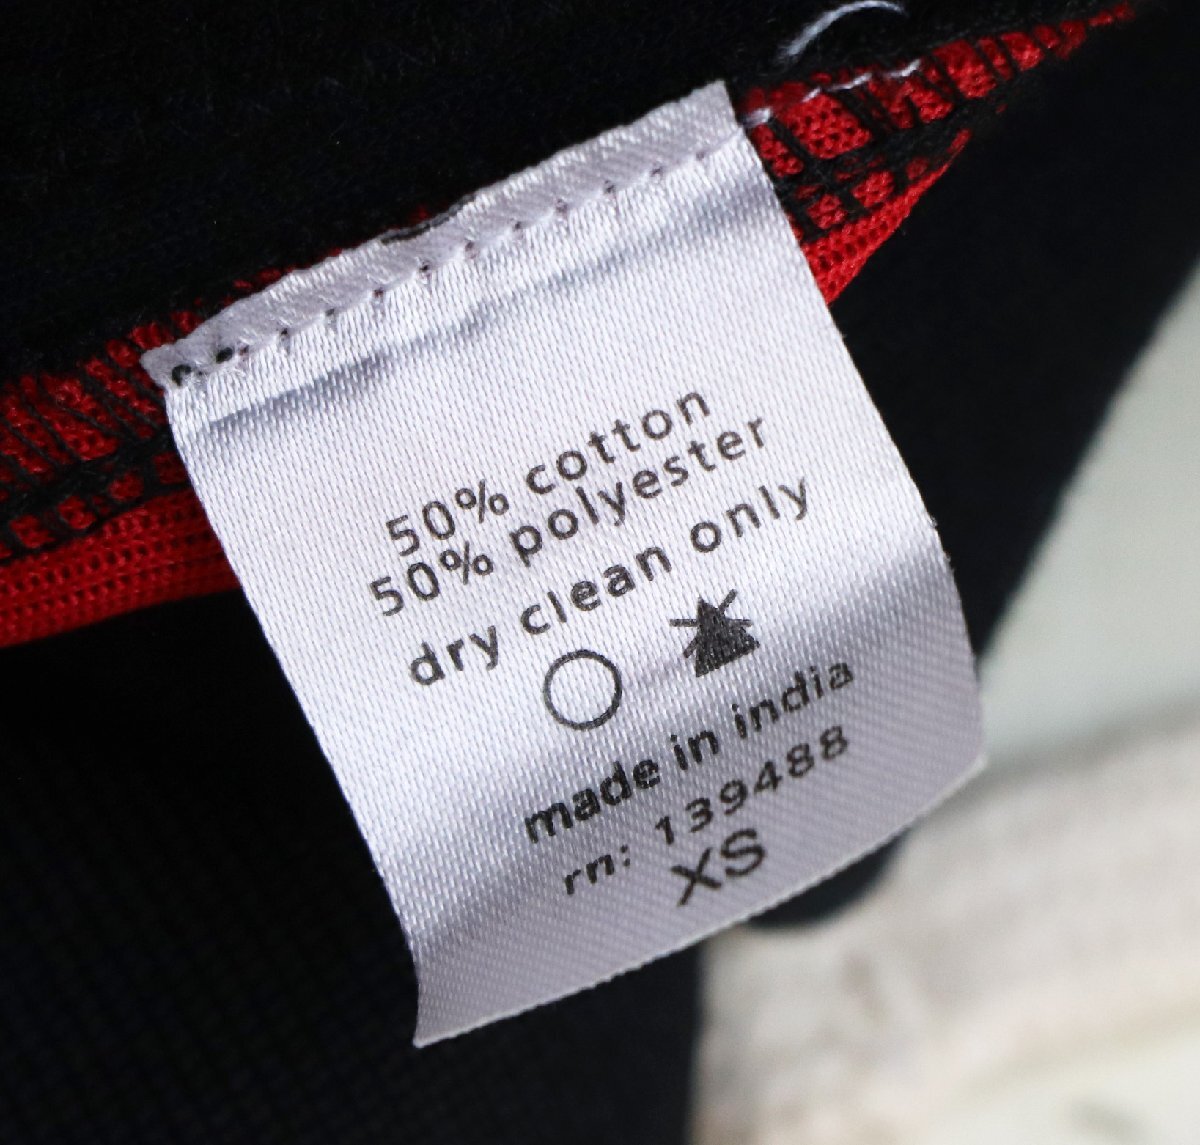 50% cotton
50% polyester
dry clean only
made in india
rn: 139488
XS